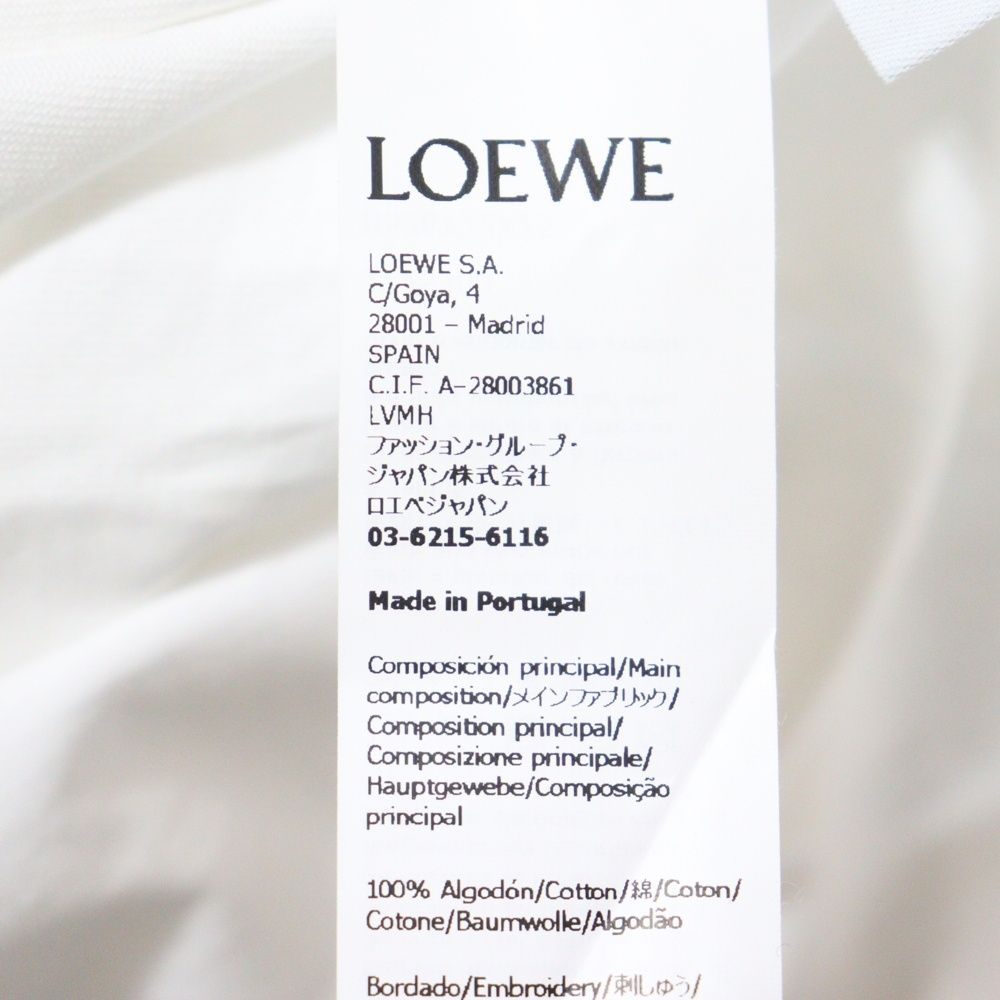 LOEWE
LOEWE S.A.
C/Goya, 4
28001 – Madrid
SPAIN
C.I.F. A-28003861
LVMH
ファッション・グループ・
ジャパン株式会社
ロエベジャパン
03-6215-6116
Made in Portugal
Composición principal/Main
composition/メインファブリック/
Composition principal/
Composizione principale/
Hauptgewebe/Composição
principal
100% Algodón/Cotton/綿/Coton/
Cotone/Baumwolle/Algodão
Bordado/Embroidery/刺しゅう/